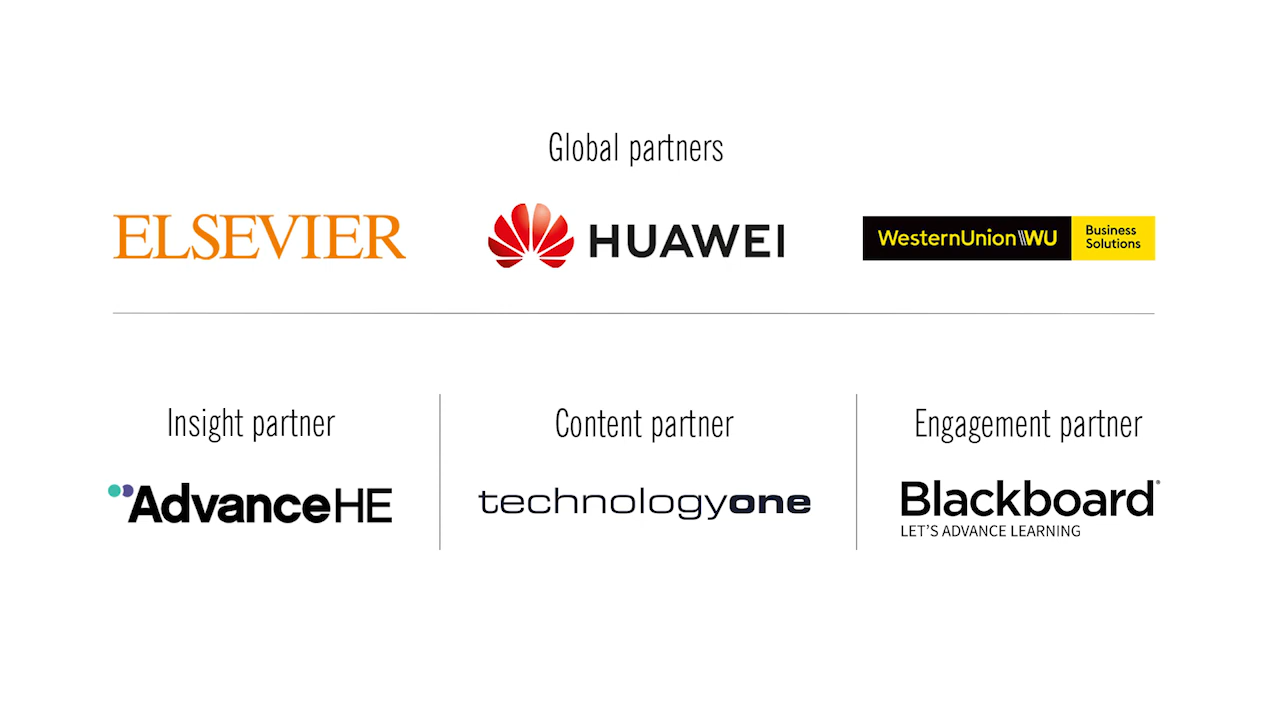 Global partners
ELSEVIER
HUAWEI
WesternUnion\\WU Business Solutions
Insight partner
Content partner
Engagement partner
AdvanceHE
technologyone
Blackboard®
LET'S ADVANCE LEARNING